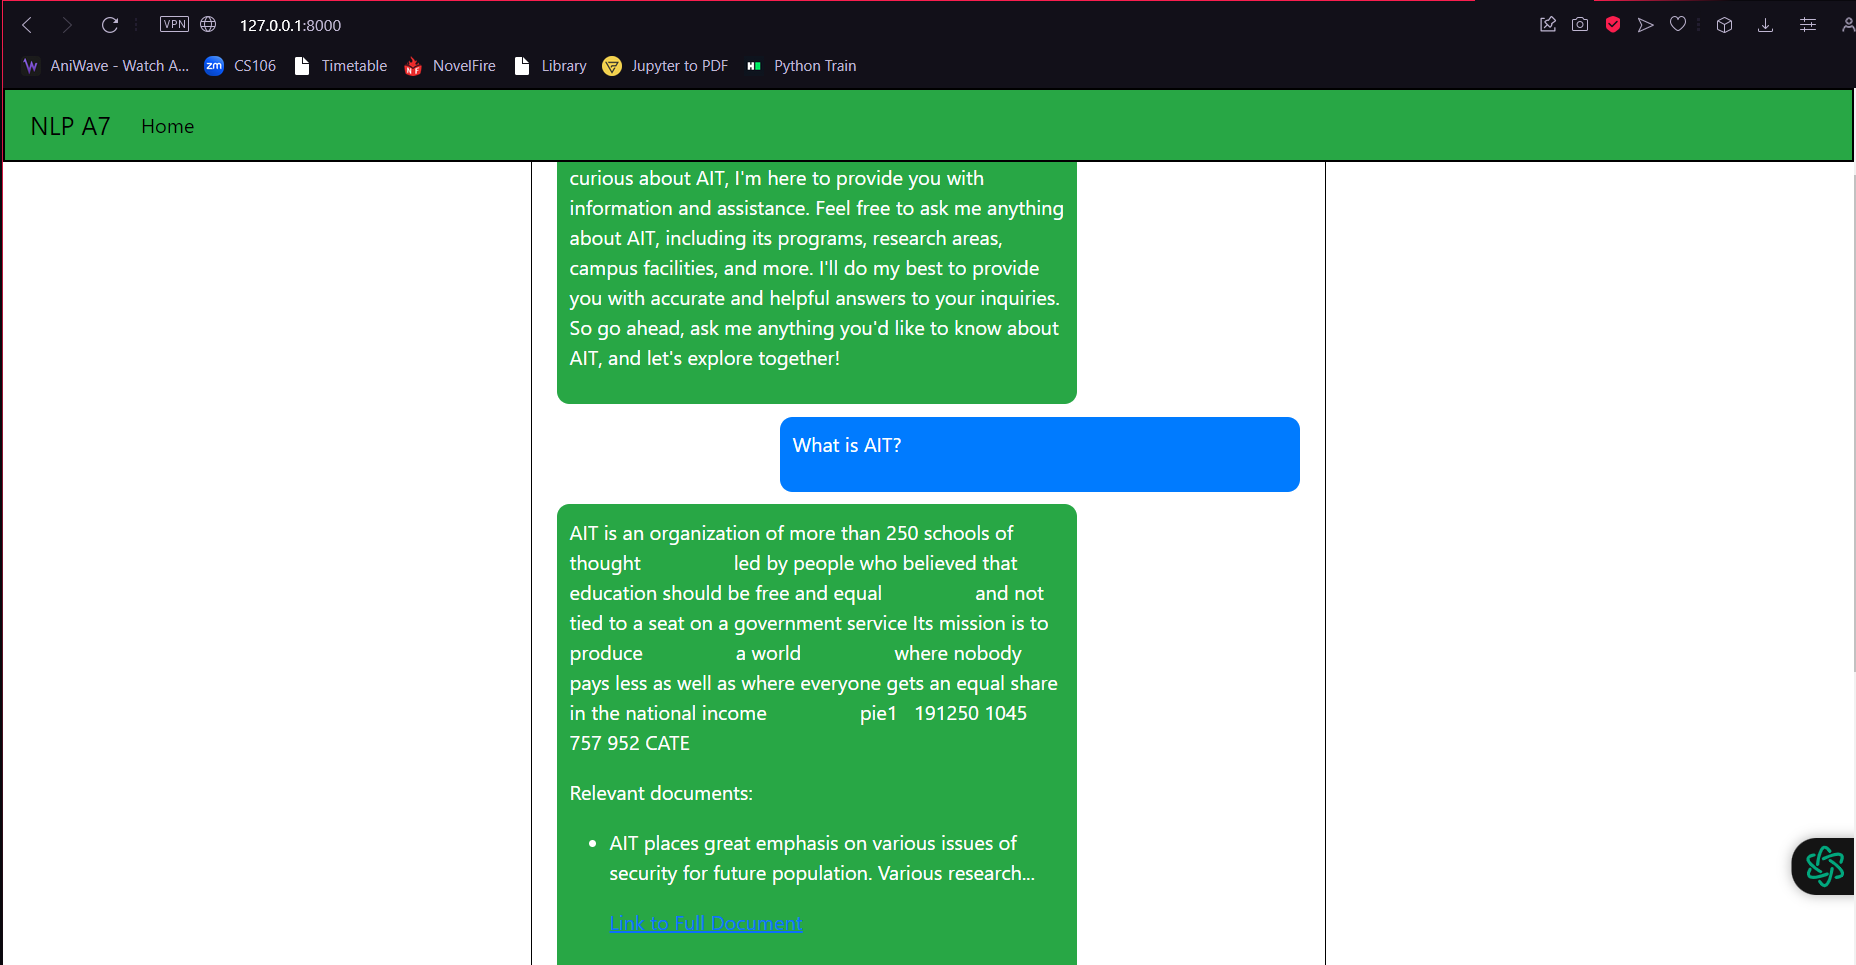 VPN 127.0.0.1:8000
AniWave - Watch A... zm CS106 Timetable NF NovelFire Library Jupyter to PDF H Python Train
NLP A7 Home
curious about AIT, I'm here to provide you with
information and assistance. Feel free to ask me anything
about AIT, including its programs, research areas,
campus facilities, and more. I'll do my best to provide
you with accurate and helpful answers to your inquiries.
So go ahead, ask me anything you'd like to know about
AIT, and let's explore together!
What is AIT?
AIT is an organization of more than 250 schools of
thought led by people who believed that
education should be free and equal and not
tied to a seat on a government service Its mission is to
produce a world where nobody
pays less as well as where everyone gets an equal share
in the national income pie1 191250 1045
757 952 CATE
Relevant documents:
• AIT places great emphasis on various issues of
security for future population. Various research...
Link to Full Document